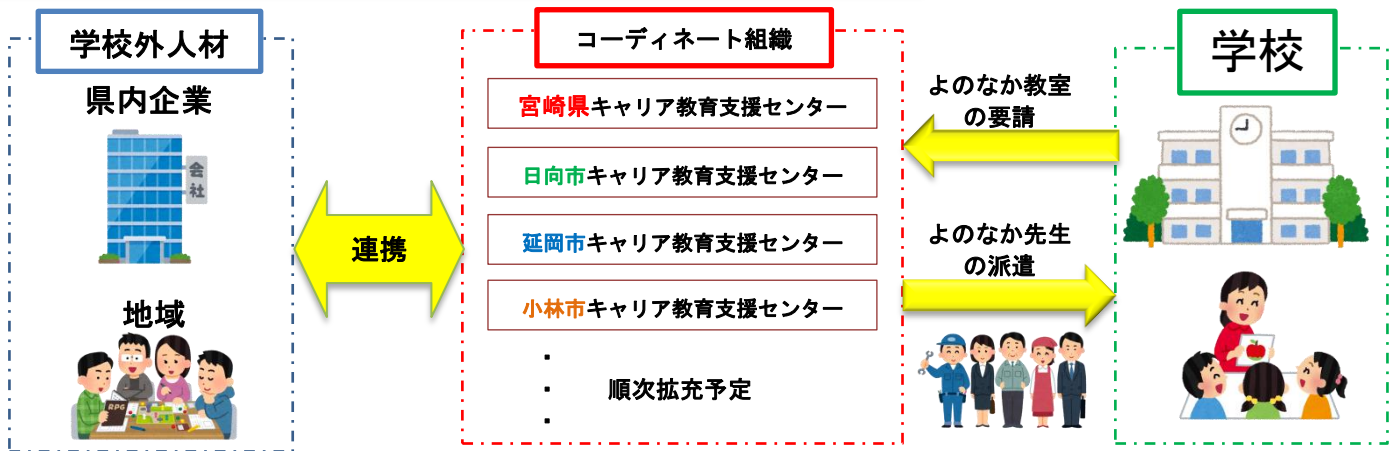 学校外人材
県内企業
会社
地域
RPG
連携
コーディネート組織
宮崎県キャリア教育支援センター
日向市キャリア教育支援センター
延岡市キャリア教育支援センター
小林市キャリア教育支援センター
・
・ 順次拡充予定
・
よのなか教室
の要請
よのなか先生
の派遣
学校